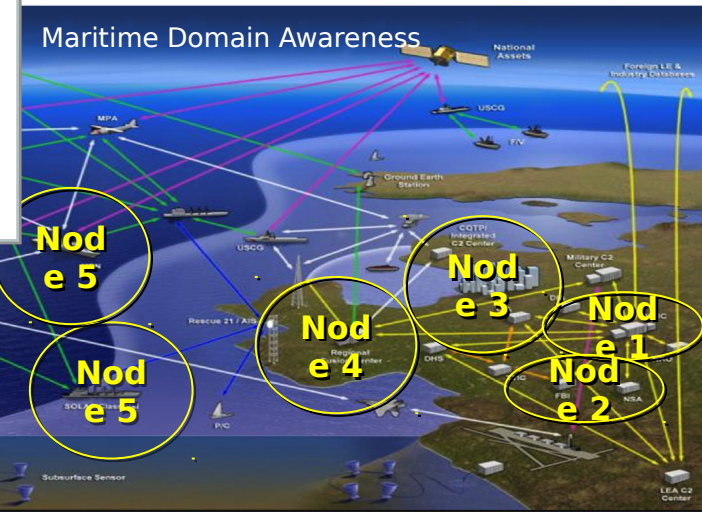 Maritime Domain Awareness
National
Assets
Foreign LE &
Industry Databases
MPA
USCG
F/V
Ground Earth
Station
COTP/
Integrated
C2 Center
USCG
Military C2
Center
Nod
e 5
Nod
e 3
Nod
e 1
Rescue 21 / AIS
Nod
e 4
Regional
Center
DHS
Nod
e 2
FBI
NSA
Nod
e 5
SOLAS
P/C
Subsurface Sensor
LEA C2
Center